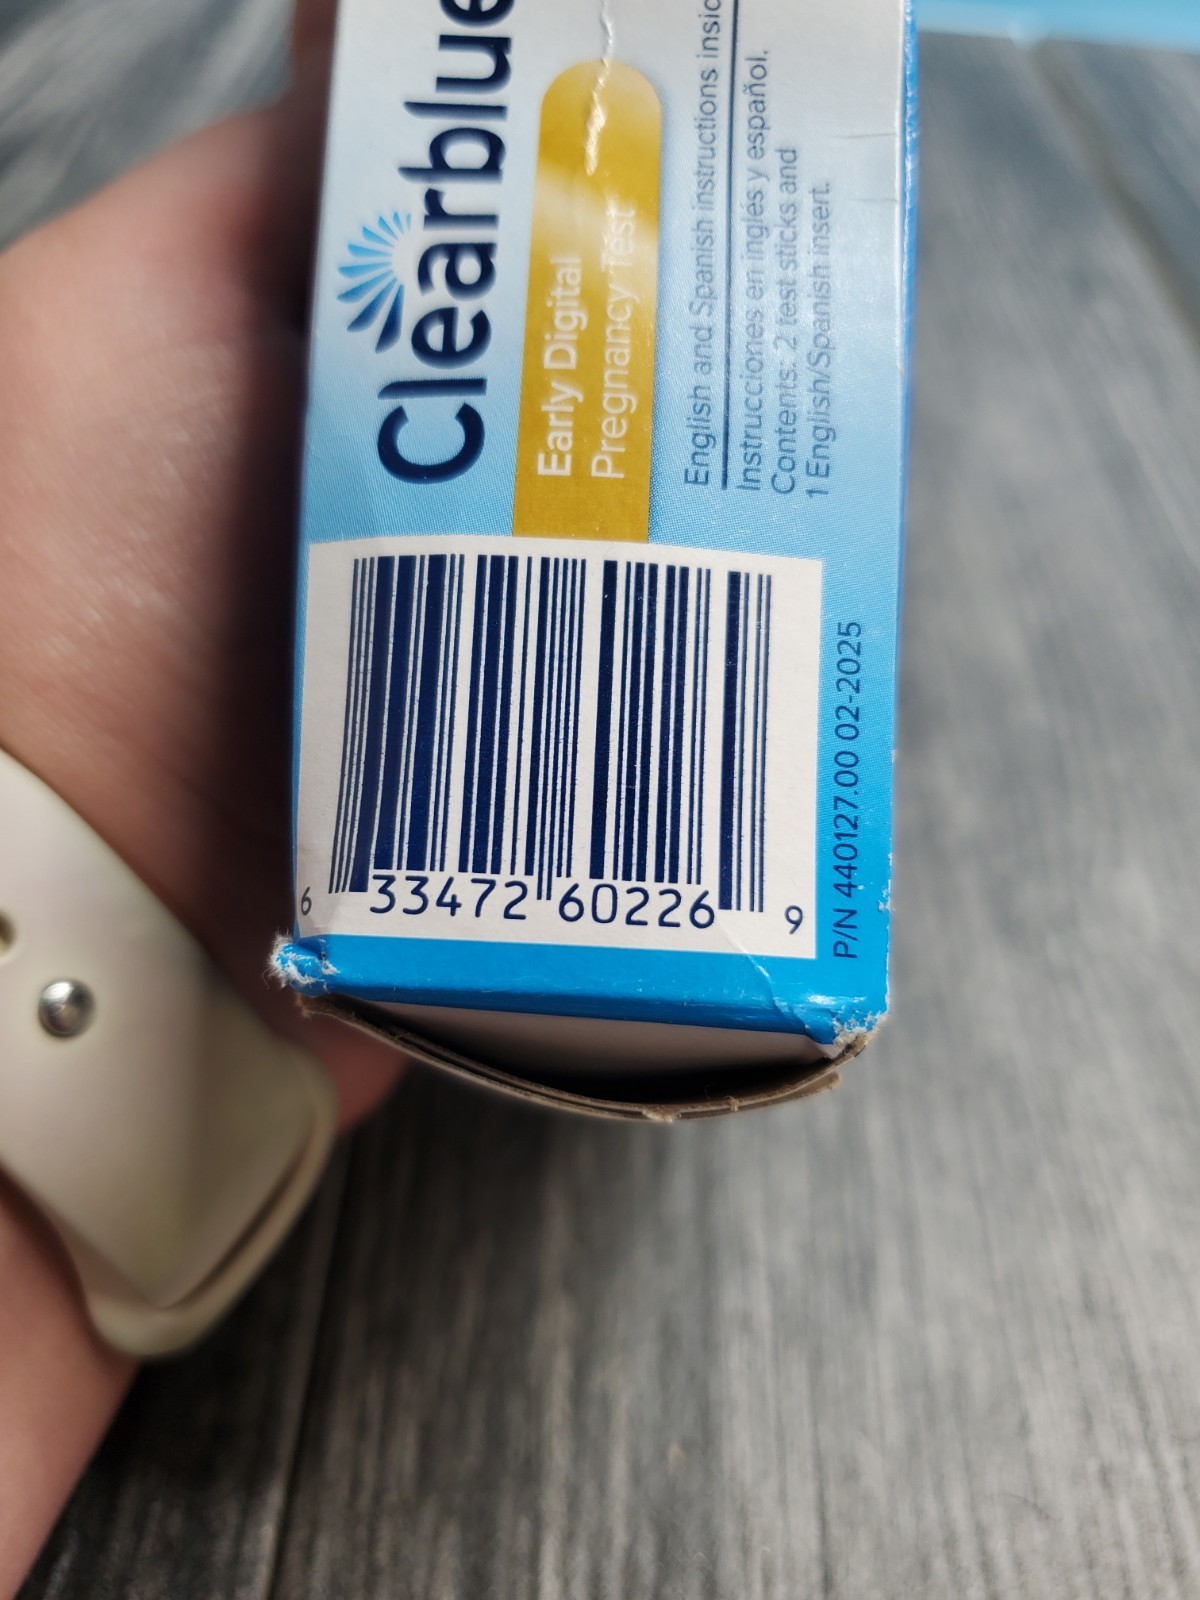 Clearblue
Early Digital
Pregnancy Test
English and Spanish instructions
Instrucciones en inglés y español.
Contents: 2 test sticks and
1 English/Spanish insert.
6 33472 60226 9
P/N 440127.00 02-2025